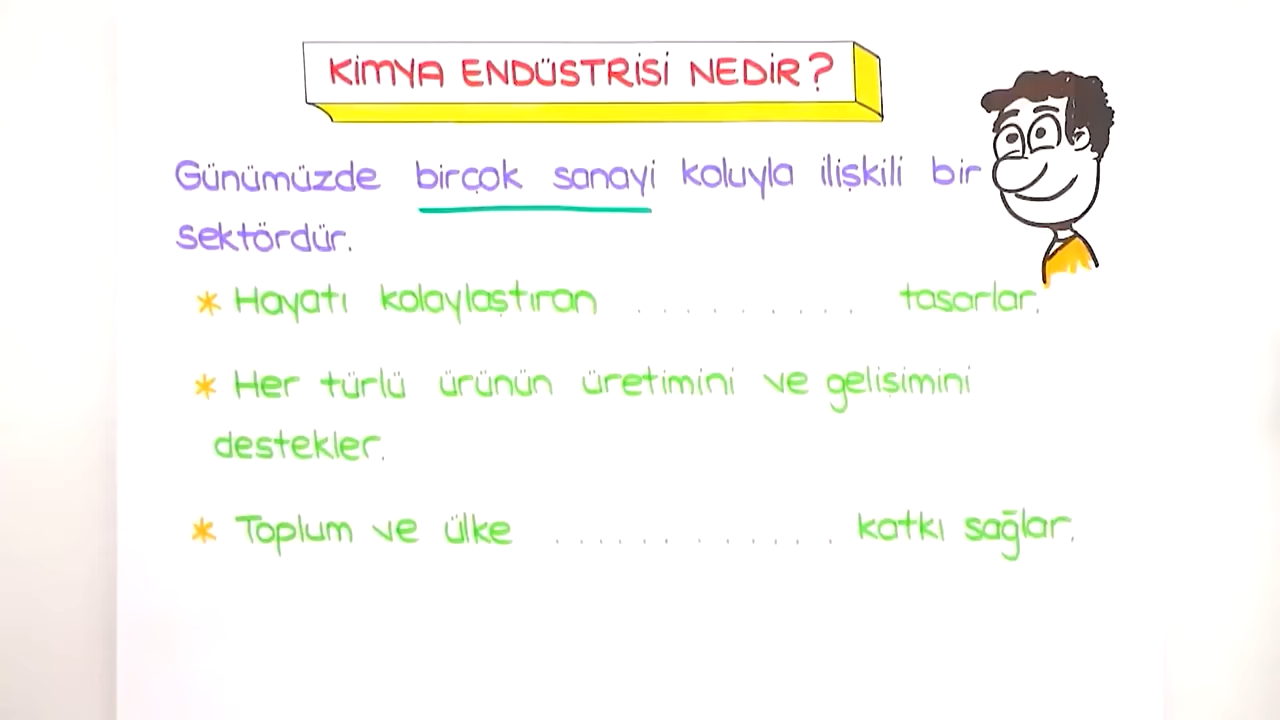 KİMYA ENDÜSTRİSİ NEDİR?
Günümüzde birçok sanayi koluyla ilişkili bir
sektördür.
* Hayatı kolaylaştıran . . . . . . . . . tasarlar.
* Her türlü ürünün üretimini ve gelişimini
destekler.
* Toplum ve ülke . . . . . . . . . . . . . katkı sağlar.